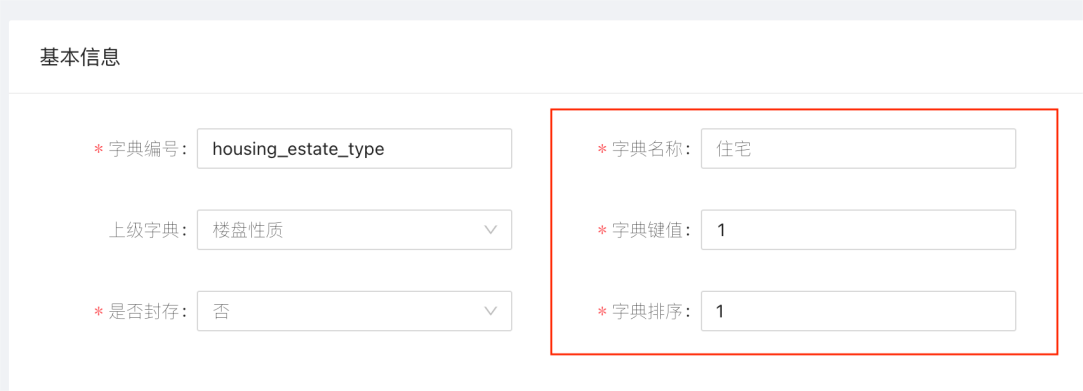 基本信息
* 字典编号： housing_estate_type * 字典名称： 住宅
上级字典： 楼盘性质 * 字典键值： 1
* 是否封存： 否 * 字典排序： 1